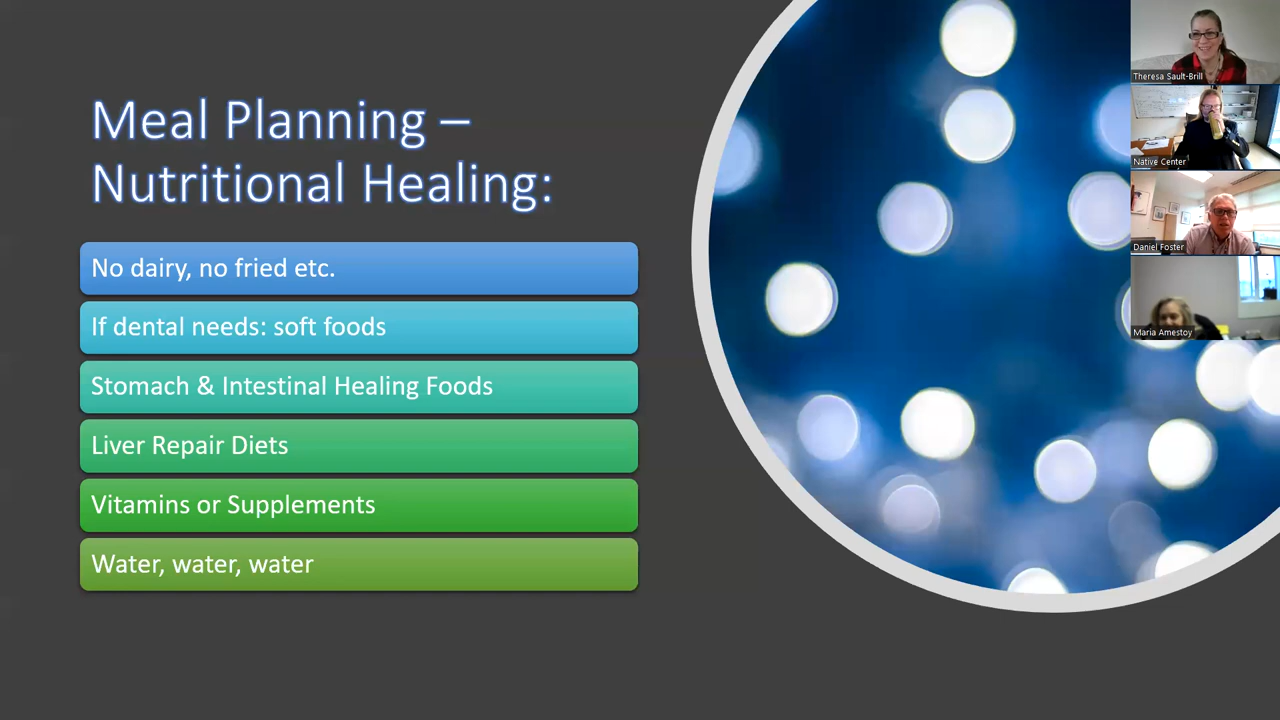 Meal Planning –
Nutritional Healing:
No dairy, no fried etc.
If dental needs: soft foods
Stomach & Intestinal Healing Foods
Liver Repair Diets
Vitamins or Supplements
Water, water, water
Theresa Sault-Brill
Native Center
Daniel Foster
Maria Amestoy